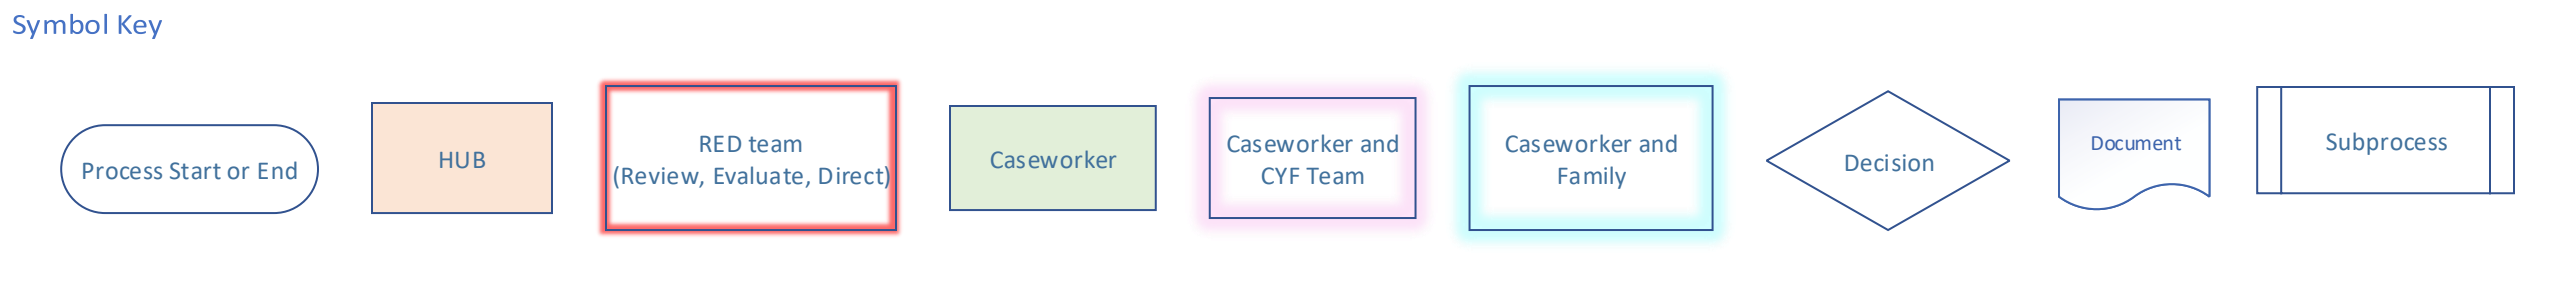 Symbol Key
Process Start or End
HUB
RED team
(Review, Evaluate, Direct)
Caseworker
Caseworker and
CYF Team
Caseworker and
Family
Decision
Document
Subprocess